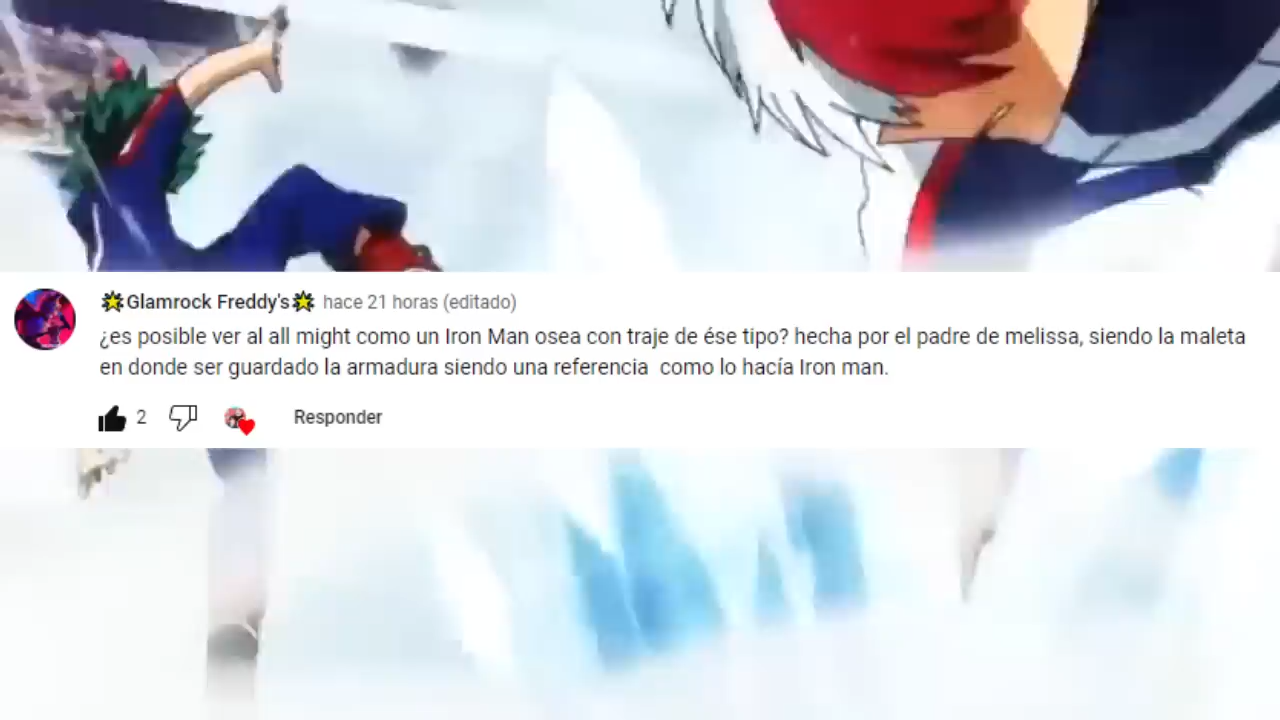 🌟Glamrock Freddy's🌟 hace 21 horas (editado)
¿es posible ver al all might como un Iron Man osea con traje de ése tipo? hecha por el padre de melissa, siendo la maleta
en donde ser guardado la armadura siendo una referencia  como lo hacía Iron man.
2 Responder